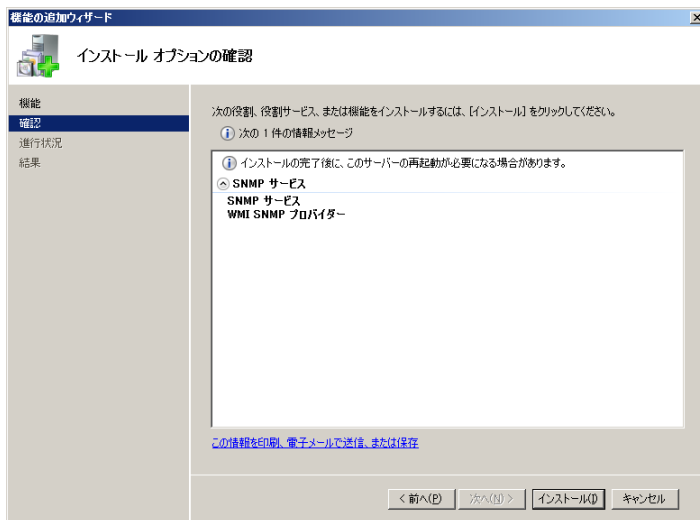 機能の追加ウィザード
インストール オプションの確認
機能
確認
進行状況
結果
次の役割、役割サービス、または機能をインストールするには、[インストール] をクリックしてください。
次の 1 件の情報メッセージ
インストールの完了後に、このサーバーの再起動が必要になる場合があります。
SNMP サービス
SNMP サービス
WMI SNMP プロバイダー
この情報を印刷、電子メールで送信、または保存
< 前へ(P)
次へ(N) >
インストール(I)
キャンセル